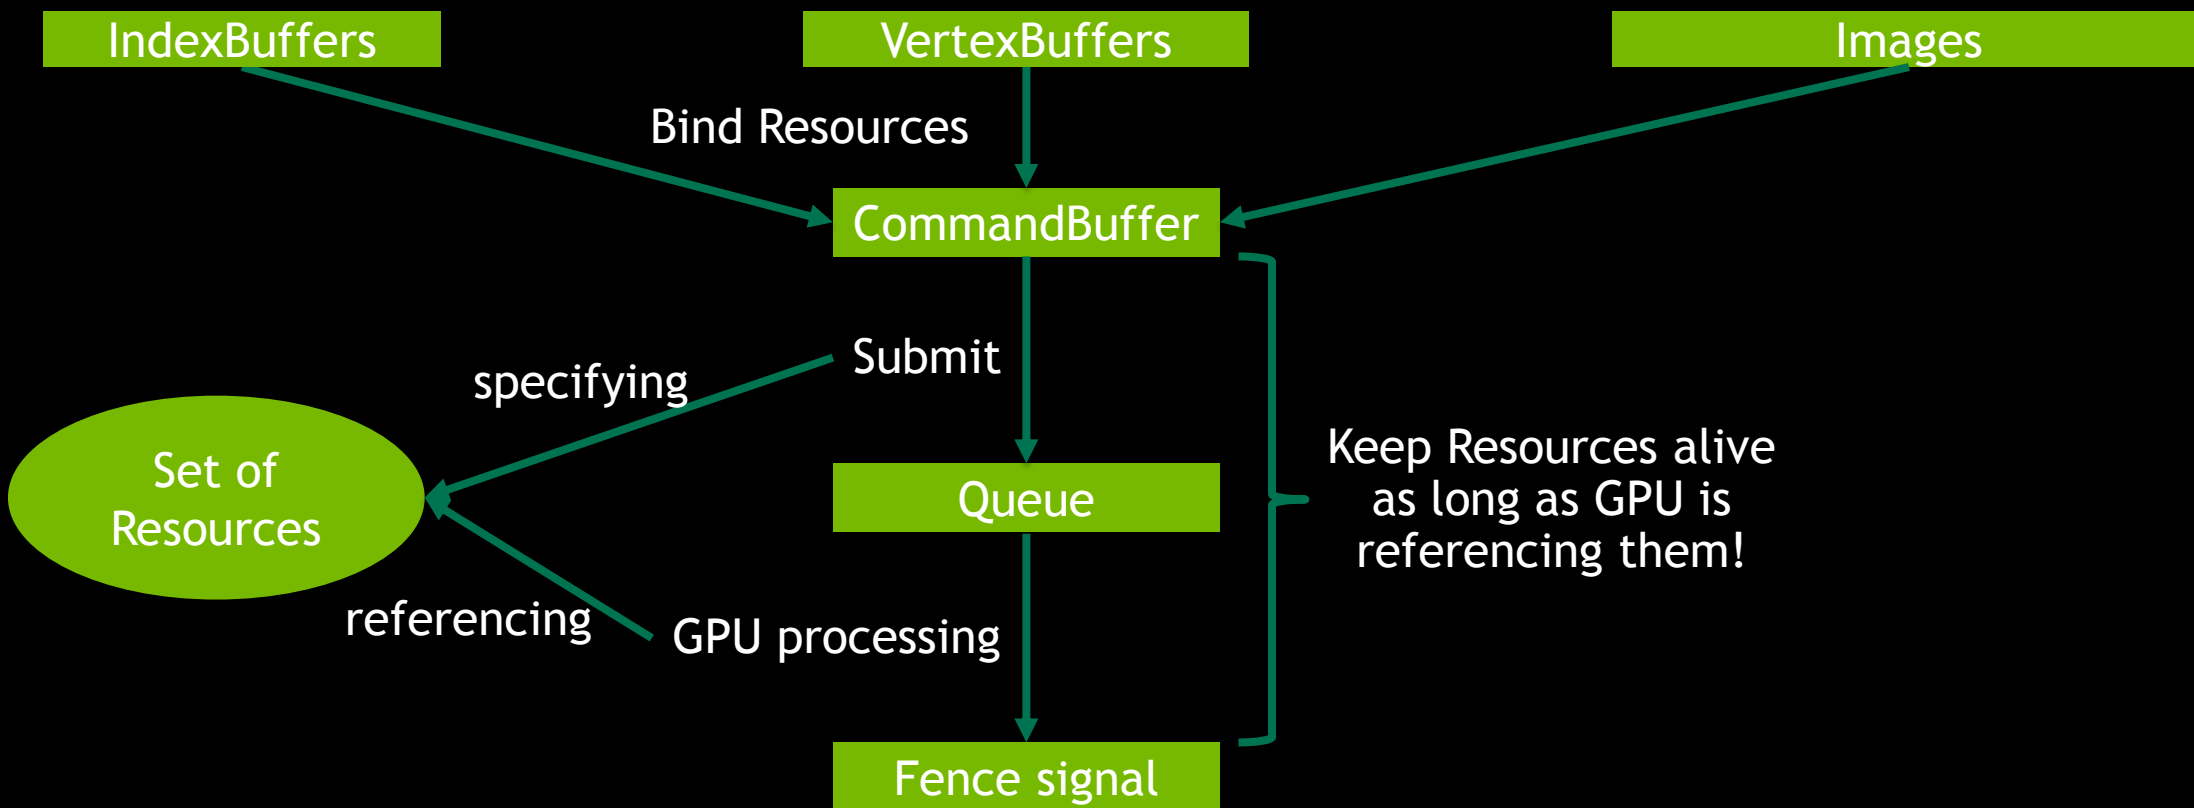 IndexBuffers
VertexBuffers
Images
Bind Resources
CommandBuffer
Submit
specifying
Set of
Resources
Queue
Keep Resources alive
as long as GPU is
referencing them!
referencing
GPU processing
Fence signal